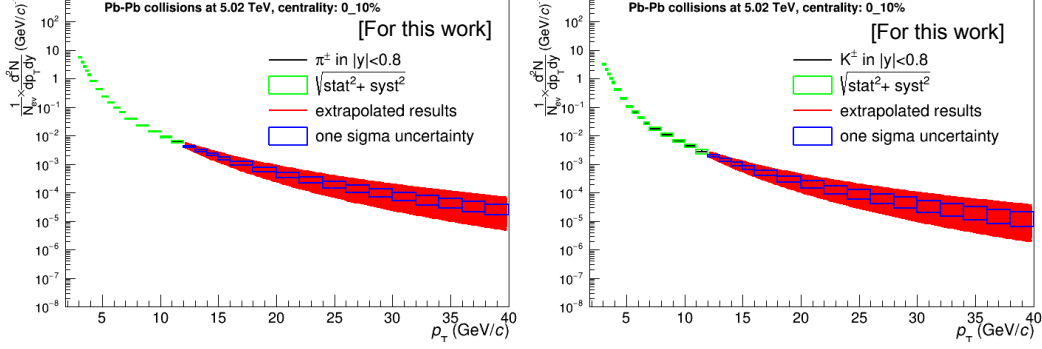 Pb-Pb collisions at 5.02 TeV, centrality: 0_10%
[For this work]
π± in |y|<0.8
√stat²+ syst²
extrapolated results
one sigma uncertainty
1/Nev × d²N/dpTdy (GeV/c)
10²
10
1
10⁻¹
10⁻²
10⁻³
10⁻⁴
10⁻⁵
10⁻⁶
10⁻⁷
10⁻⁸
5 10 15 20 25 30 35 40
pT (GeV/c)
Pb-Pb collisions at 5.02 TeV, centrality: 0_10%
[For this work]
K± in |y|<0.8
√stat²+ syst²
extrapolated results
one sigma uncertainty
1/Nev × d²N/dpTdy (GeV/c)
10²
10
1
10⁻¹
10⁻²
10⁻³
10⁻⁴
10⁻⁵
10⁻⁶
10⁻⁷
10⁻⁸
5 10 15 20 25 30 35 40
pT (GeV/c)